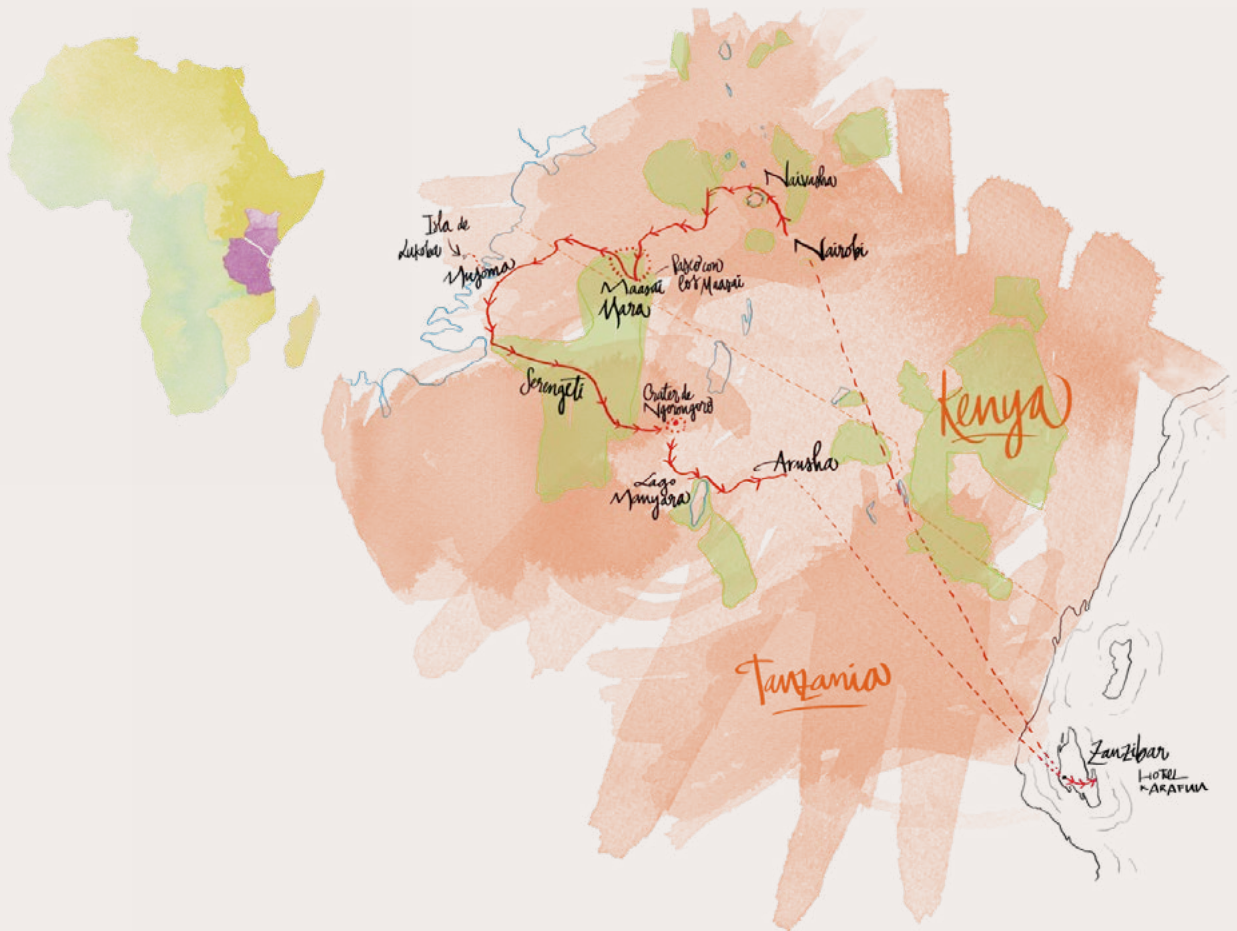 Naivasha
Nairobi
Isla de
Lukoba
Musoma
Maasai
Mara
Paseo con
los Maasai
Serengeti
Crater de
Ngorongoro
Kenya
Lago
Manyara
Arusha
Tanzania
Zanzibar
HOTEL
KARAFUU